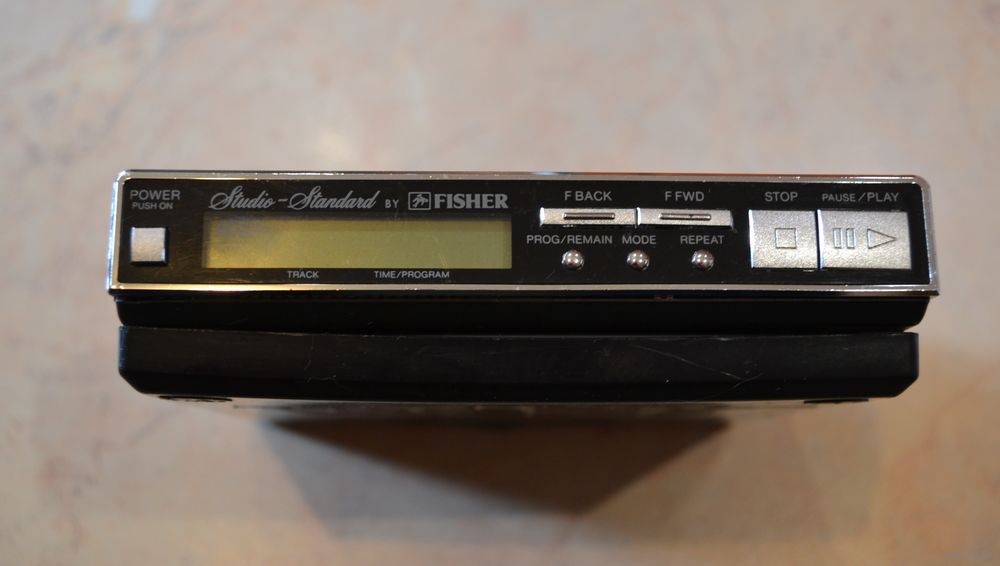 POWER
PUSH ON
Studio-Standard BY FISHER
TRACK
TIME/PROGRAM
F BACK
F FWD
PROG/REMAIN
MODE
REPEAT
STOP
PAUSE/PLAY